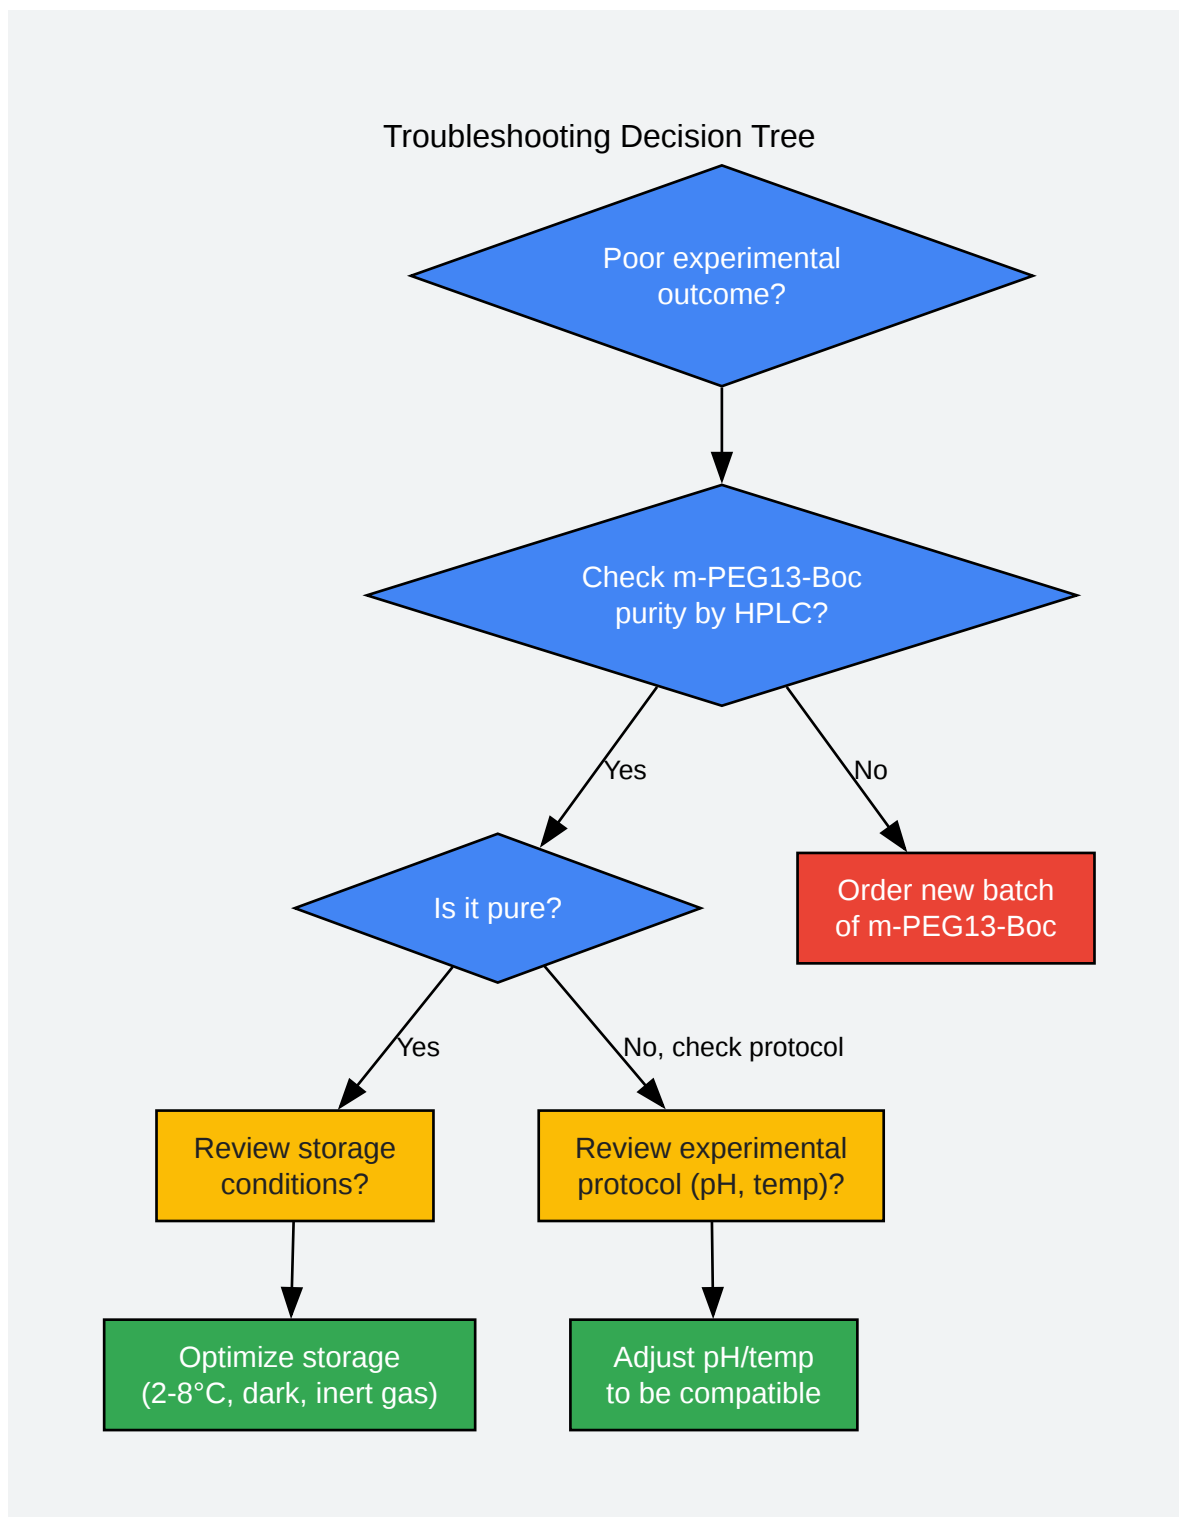 Troubleshooting Decision Tree
Poor experimental
outcome?
Check m-PEG13-Boc
purity by HPLC?
Yes
No
Is it pure?
Order new batch
of m-PEG13-Boc
Yes
No, check protocol
Review storage
conditions?
Review experimental
protocol (pH, temp)?
Optimize storage
(2-8°C, dark, inert gas)
Adjust pH/temp
to be compatible